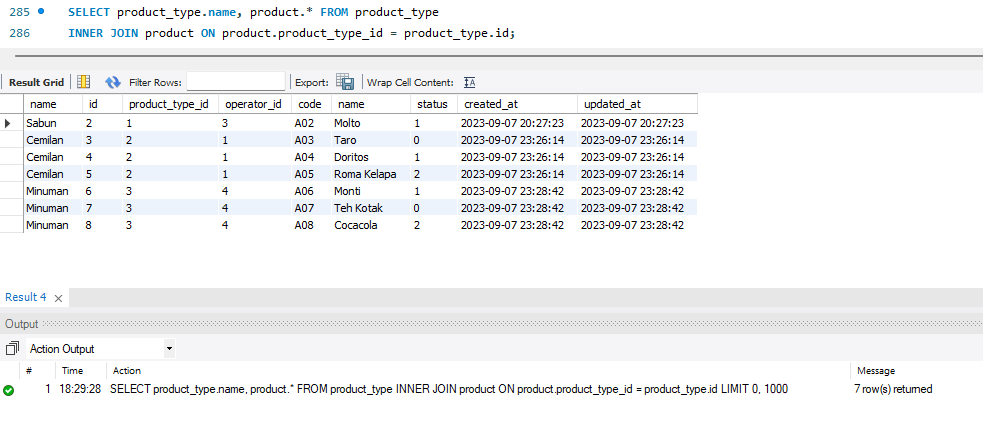 285 SELECT product_type.name, product.* FROM product_type
286 INNER JOIN product ON product.product_type_id = product_type.id;
Result Grid Filter Rows: Export: Wrap Cell Content:
name id product_type_id operator_id code name status created_at updated_at
Sabun 2 1 3 A02 Molto 1 2023-09-07 20:27:23 2023-09-07 20:27:23
Cemilan 3 2 1 A03 Taro 0 2023-09-07 23:26:14 2023-09-07 23:26:14
Cemilan 4 2 1 A04 Doritos 1 2023-09-07 23:26:14 2023-09-07 23:26:14
Cemilan 5 2 1 A05 Roma Kelapa 2 2023-09-07 23:26:14 2023-09-07 23:26:14
Minuman 6 3 4 A06 Monti 1 2023-09-07 23:28:42 2023-09-07 23:28:42
Minuman 7 3 4 A07 Teh Kotak 0 2023-09-07 23:28:42 2023-09-07 23:28:42
Minuman 8 3 4 A08 Cocacola 2 2023-09-07 23:28:42 2023-09-07 23:28:42
Result 4
Output
Action Output
# Time Action Message
1 18:29:28 SELECT product_type.name, product.* FROM product_type INNER JOIN product ON product.product_type_id = product_type.id LIMIT 0, 1000 7 row(s) returned